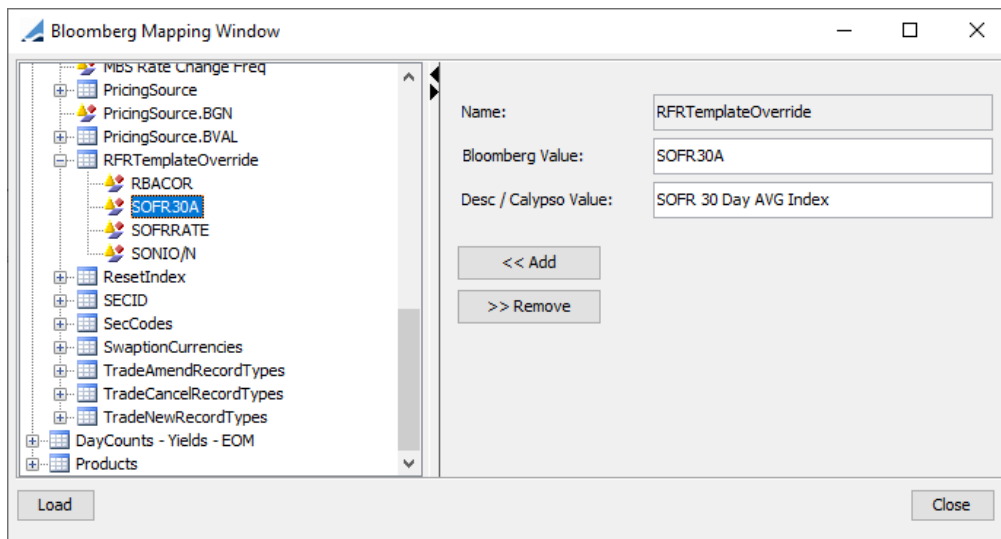 Bloomberg Mapping Window
MBS Rate Change Freq
PricingSource
PricingSource.BGN
PricingSource.BVAL
RFRTemplateOverride
RBACOR
SOFR30A
SOFRRATE
SONIO/N
ResetIndex
SECID
SecCodes
SwaptionCurrencies
TradeAmendRecordTypes
TradeCancelRecordTypes
TradeNewRecordTypes
DayCounts - Yields - EOM
Products
Name: RFRTemplateOverride
Bloomberg Value: SOFR30A
Desc / Calypso Value: SOFR 30 Day AVG Index
<< Add
>> Remove
Load
Close